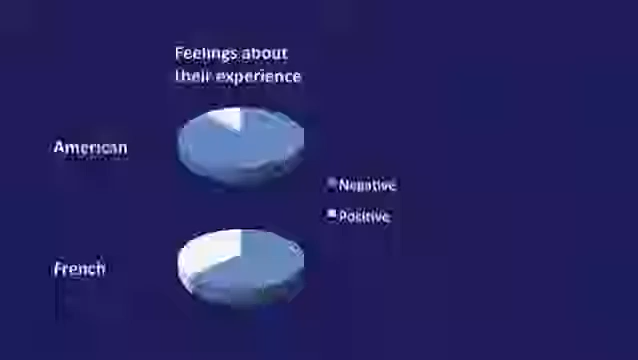 Feelings about
their experience
American
Negative
Positive
French